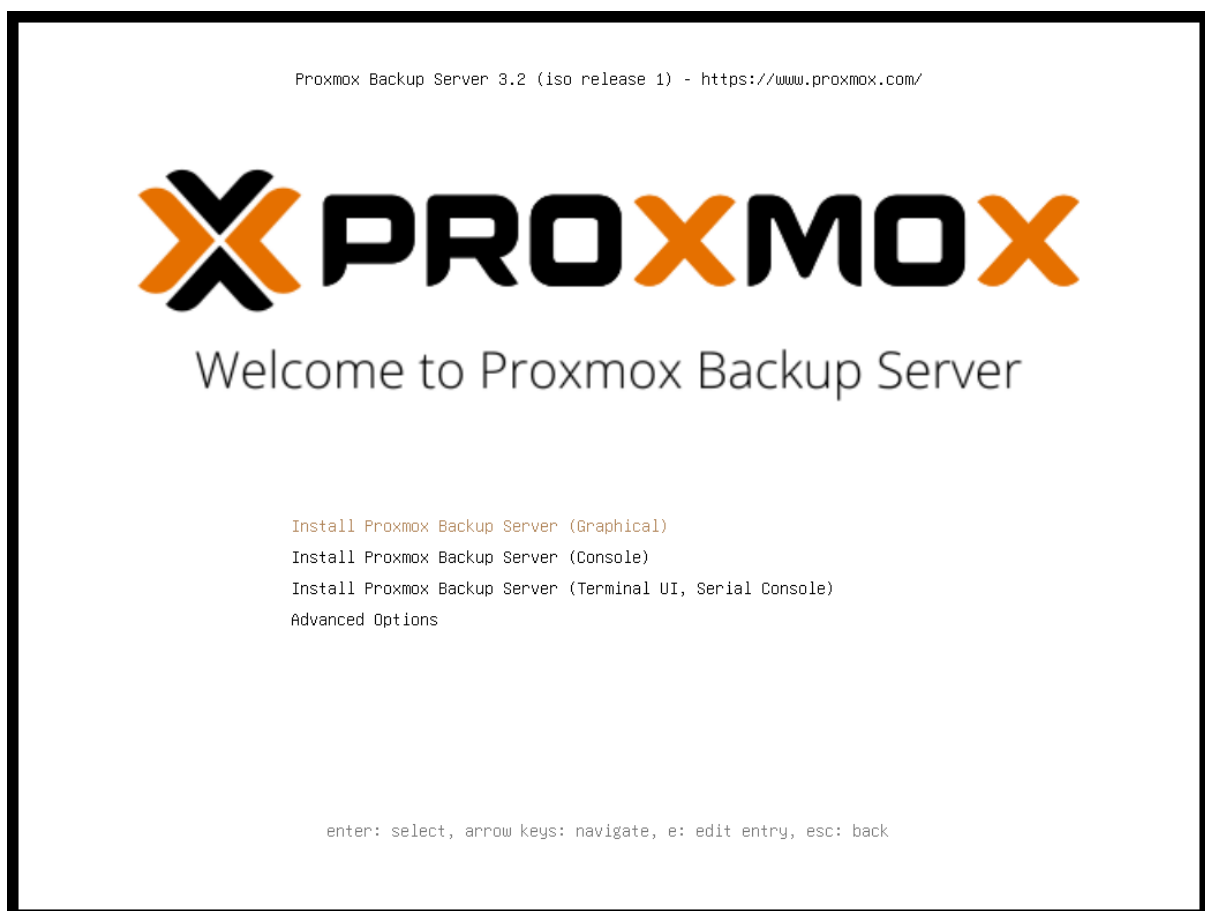 Proxmox Backup Server 3.2 (iso release 1) - https://www.proxmox.com/
PROXMOX
Welcome to Proxmox Backup Server
Install Proxmox Backup Server (Graphical)
Install Proxmox Backup Server (Console)
Install Proxmox Backup Server (Terminal UI, Serial Console)
Advanced Options
enter: select, arrow keys: navigate, e: edit entry, esc: back